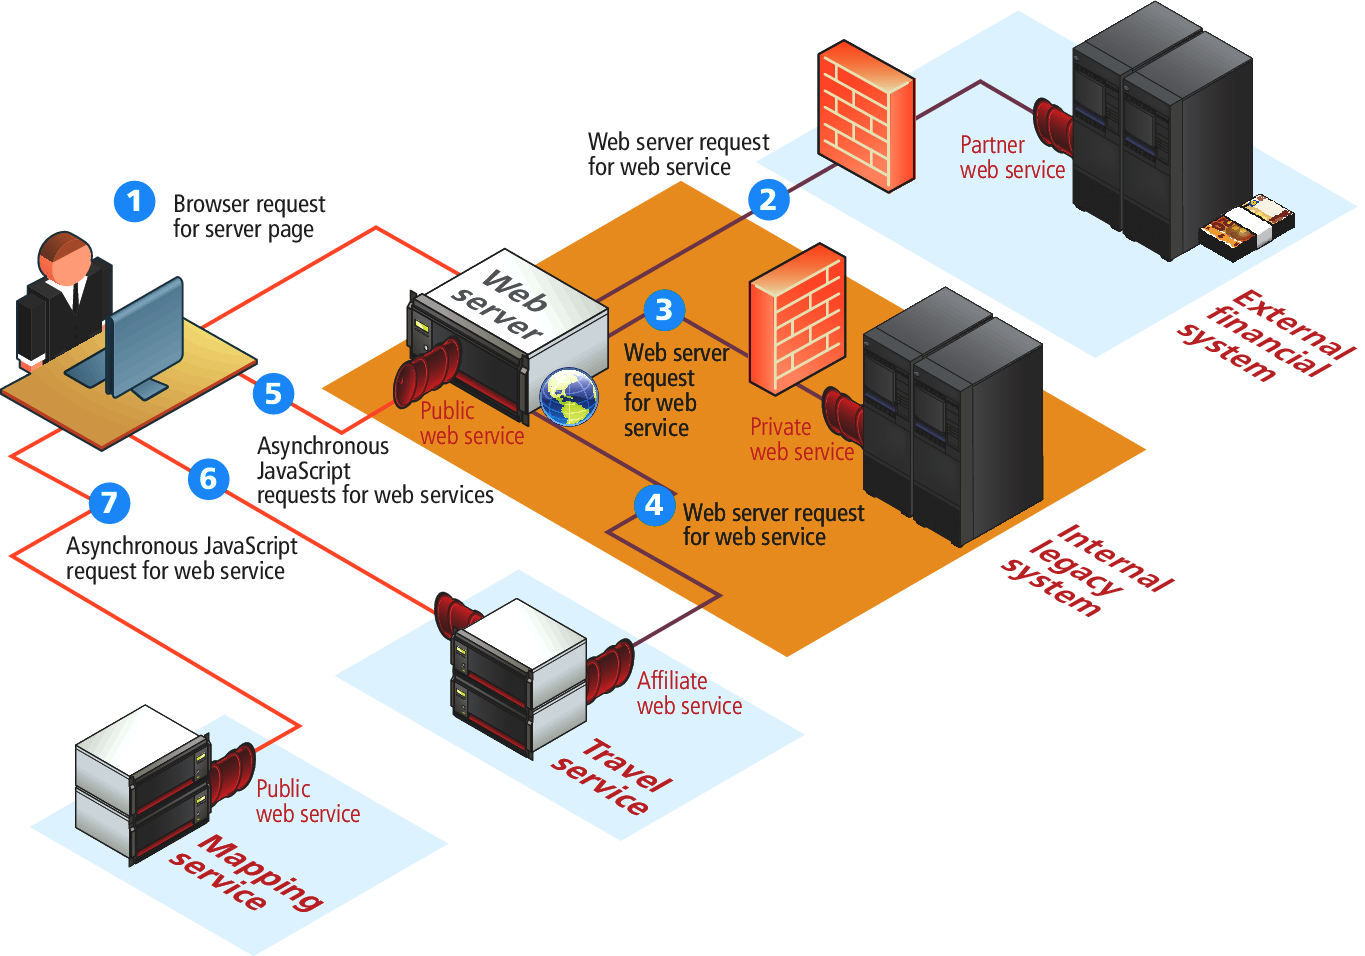 1
Browser request
for server page
Web server request
for web service
2
Partner
web service
External
financial
system
Web
server
3
Web server
request
for web
service
Private
web service
Internal
legacy
system
Public
web service
5
Asynchronous
JavaScript
requests for web services
6
4
Web server request
for web service
7
Asynchronous JavaScript
request for web service
Affiliate
web service
Travel
service
Public
web service
Mapping
service